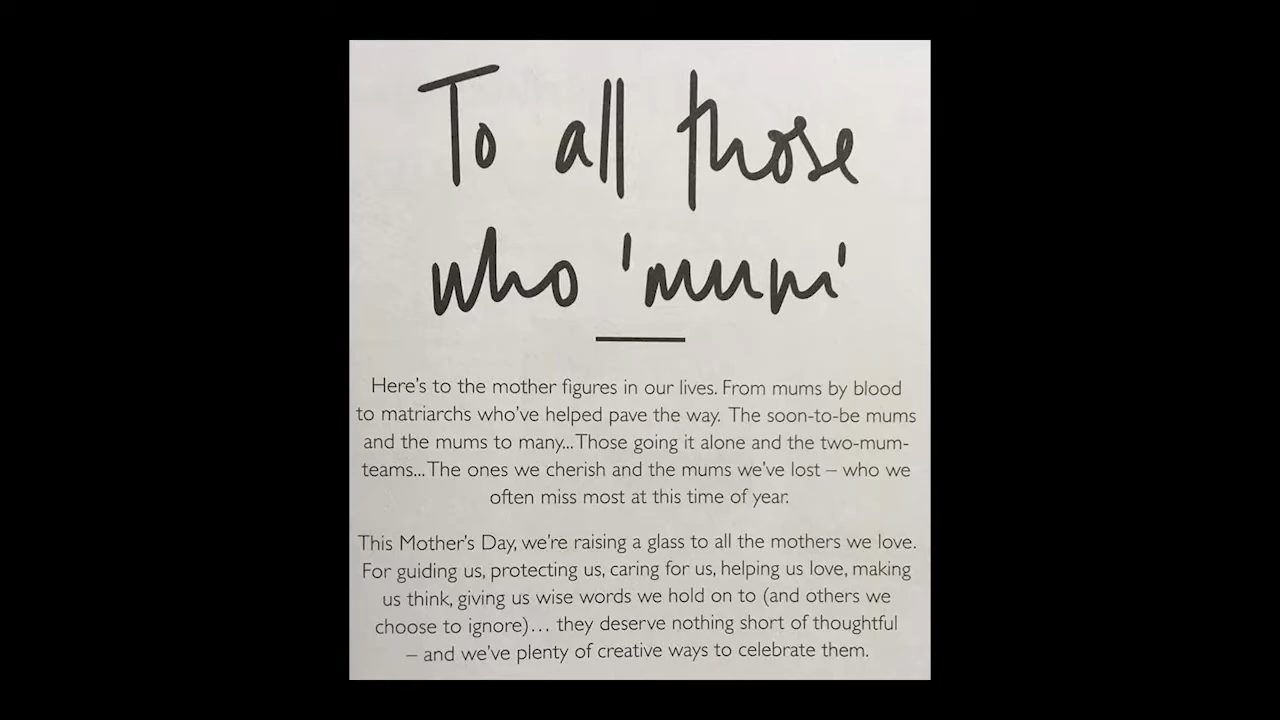 To all those
who 'mum'
Here's to the mother figures in our lives. From mums by blood
to matriarchs who've helped pave the way. The soon-to-be mums
and the mums to many...Those going it alone and the two-mum-
teams...The ones we cherish and the mums we've lost – who we
often miss most at this time of year.
This Mother's Day, we're raising a glass to all the mothers we love.
For guiding us, protecting us, caring for us, helping us love, making
us think, giving us wise words we hold on to (and others we
choose to ignore)… they deserve nothing short of thoughtful
– and we've plenty of creative ways to celebrate them.